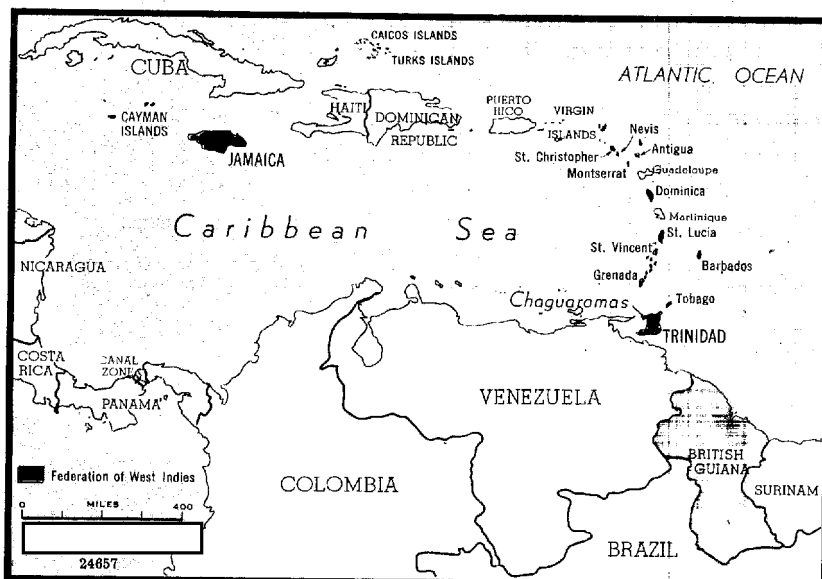 CAICOS ISLANDS
TURKS ISLANDS
CUBA
ATLANTIC OCEAN
CAYMAN
ISLANDS
HAITI
DOMINICAN
REPUBLIC
PUERTO
RICO
VIRGIN
ISLANDS
Nevis
JAMAICA
St. Christopher
Antigua
Montserrat
Guadeloupe
Dominica
Caribbean Sea
Martinique
St. Lucia
St. Vincent
Barbados
NICARAGUA
Grenada
Chaguaramas
Tobago
TRINIDAD
COSTA
RICA
CANAL
ZONE
PANAMA
VENEZUELA
BRITISH
GUIANA
SURINAM
Federation of West Indies
COLOMBIA
MILES
0 400
BRAZIL
24657